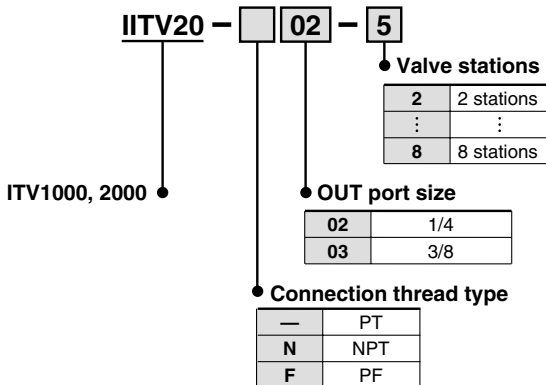 IITV20 – 02 – 5
Valve stations
2 2 stations
⋮ ⋮
8 8 stations
ITV1000, 2000
OUT port size
02 1/4
03 3/8
Connection thread type
— PT
N NPT
F PF